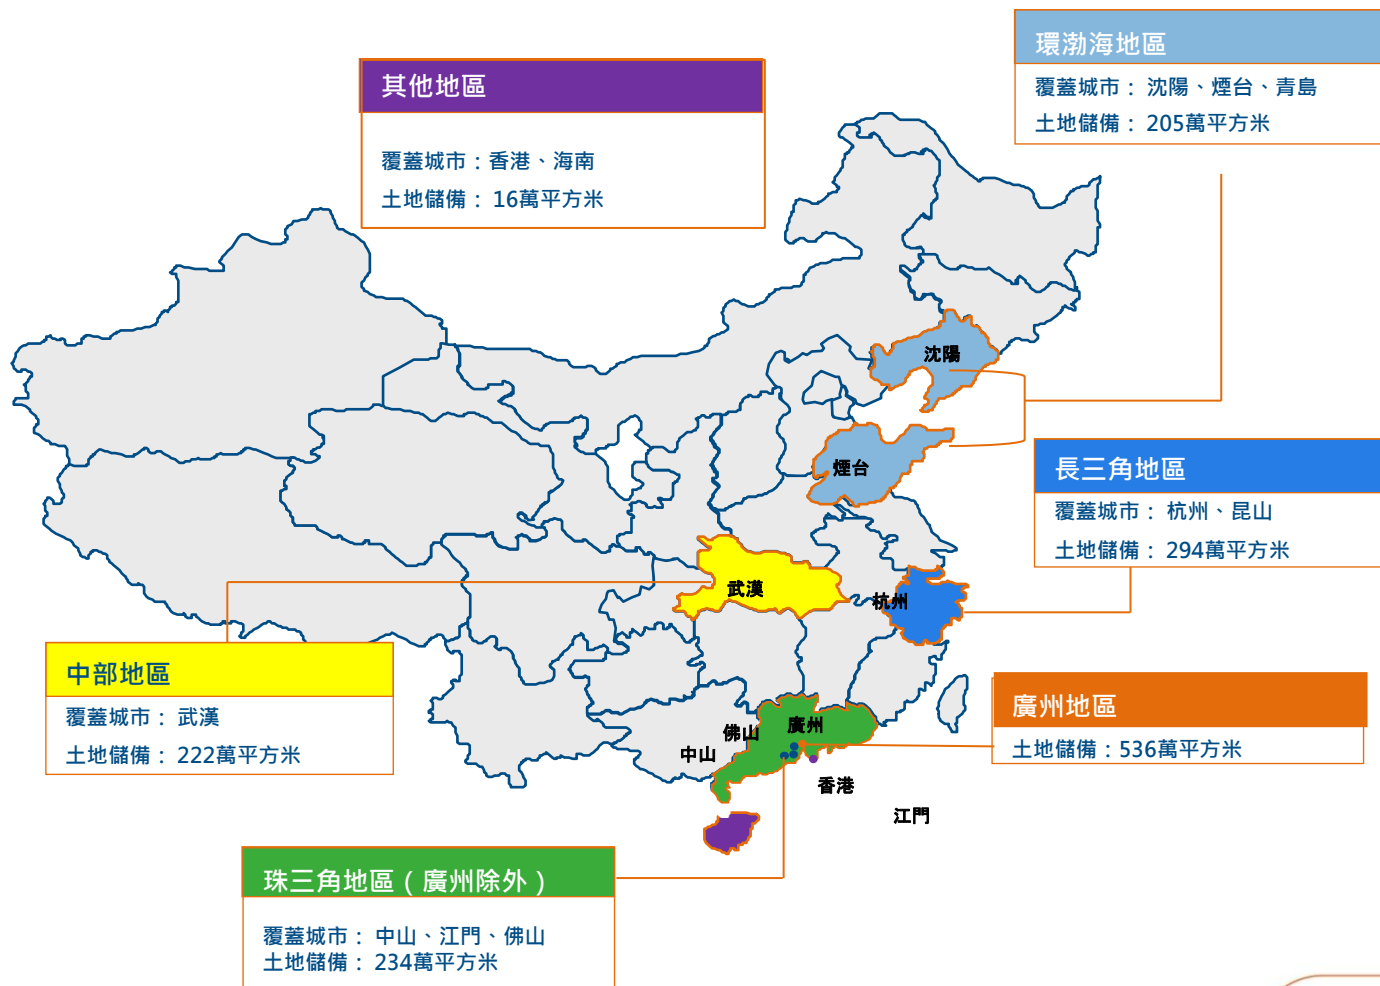 環渤海地區
覆蓋城市： 沈陽、煙台、青島
土地儲備： 205萬平方米
其他地區
覆蓋城市：香港、海南
土地儲備： 16萬平方米
沈陽
煙台
長三角地區
覆蓋城市： 杭州、昆山
土地儲備： 294萬平方米
武漢
杭州
中部地區
覆蓋城市： 武漢
土地儲備： 222萬平方米
廣州地區
土地儲備：536萬平方米
佛山
廣州
中山
香港
江門
珠三角地區（廣州除外）
覆蓋城市： 中山、江門、佛山
土地儲備： 234萬平方米